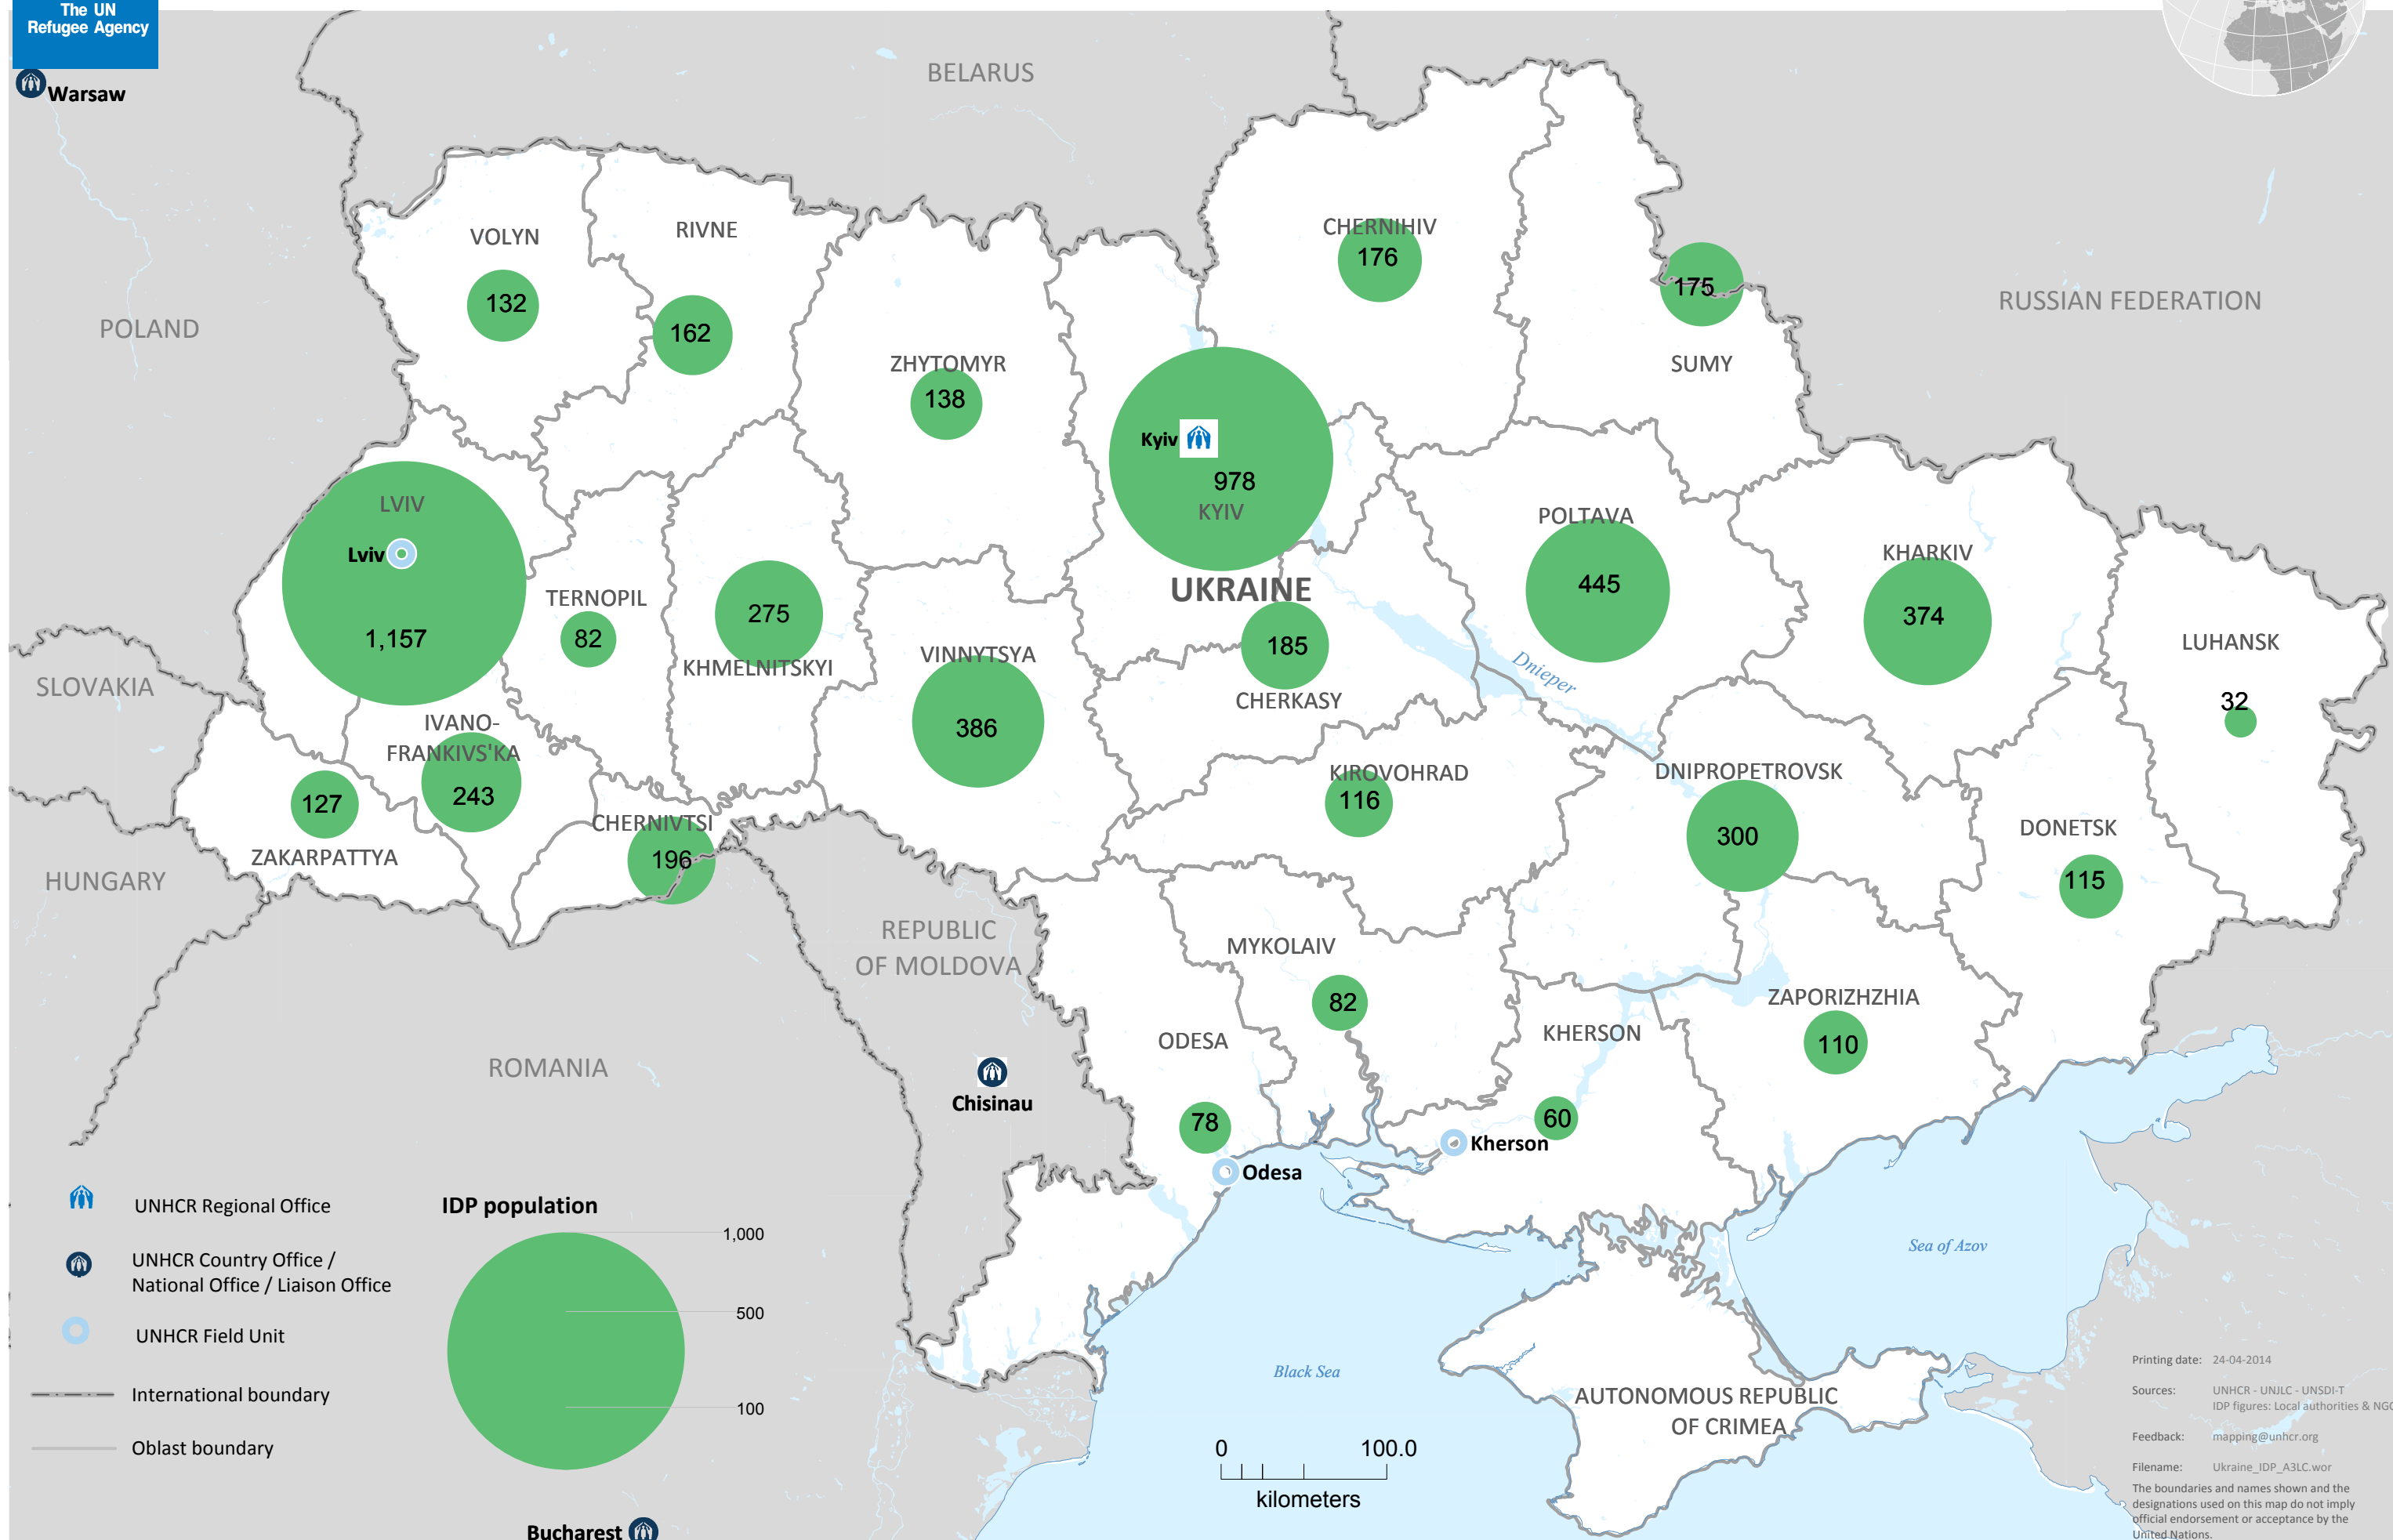 The UN
Refugee Agency
Warsaw
BELARUS
POLAND
RUSSIAN FEDERATION
VOLYN
132
RIVNE
162
ZHYTOMYR
138
CHERNIHIV
176
175
SUMY
Kyiv
978
KYIV
LVIV
Lviv
1,157
TERNOPIL
82
275
KHMELNITSKYI
UKRAINE
185
CHERKASY
VINNYTSYA
386
POLTAVA
445
KHARKIV
374
LUHANSK
32
Dnieper
SLOVAKIA
IVANO-
FRANKIVS'KA
243
127
ZAKARPATTYA
CHERNIVTSI
196
HUNGARY
KIROVOHRAD
116
DNIPROPETROVSK
300
DONETSK
115
REPUBLIC
OF MOLDOVA
MYKOLAIV
82
ZAPORIZHZHIA
110
KHERSON
60
Kherson
ODESA
78
Odesa
ROMANIA
Chisinau
Sea of Azov
Black Sea
AUTONOMOUS REPUBLIC
OF CRIMEA
UNHCR Regional Office
UNHCR Country Office /
National Office / Liaison Office
UNHCR Field Unit
International boundary
Oblast boundary
IDP population
1,000
500
100
Bucharest
0 100.0
kilometers
Printing date: 24-04-2014
Sources: UNHCR - UNJLC - UNSDI-T
IDP figures: Local authorities & NGO
Feedback: mapping@unhcr.org
Filename: Ukraine_IDP_A3LC.wor
The boundaries and names shown and the
designations used on this map do not imply
official endorsement or acceptance by the
United Nations.